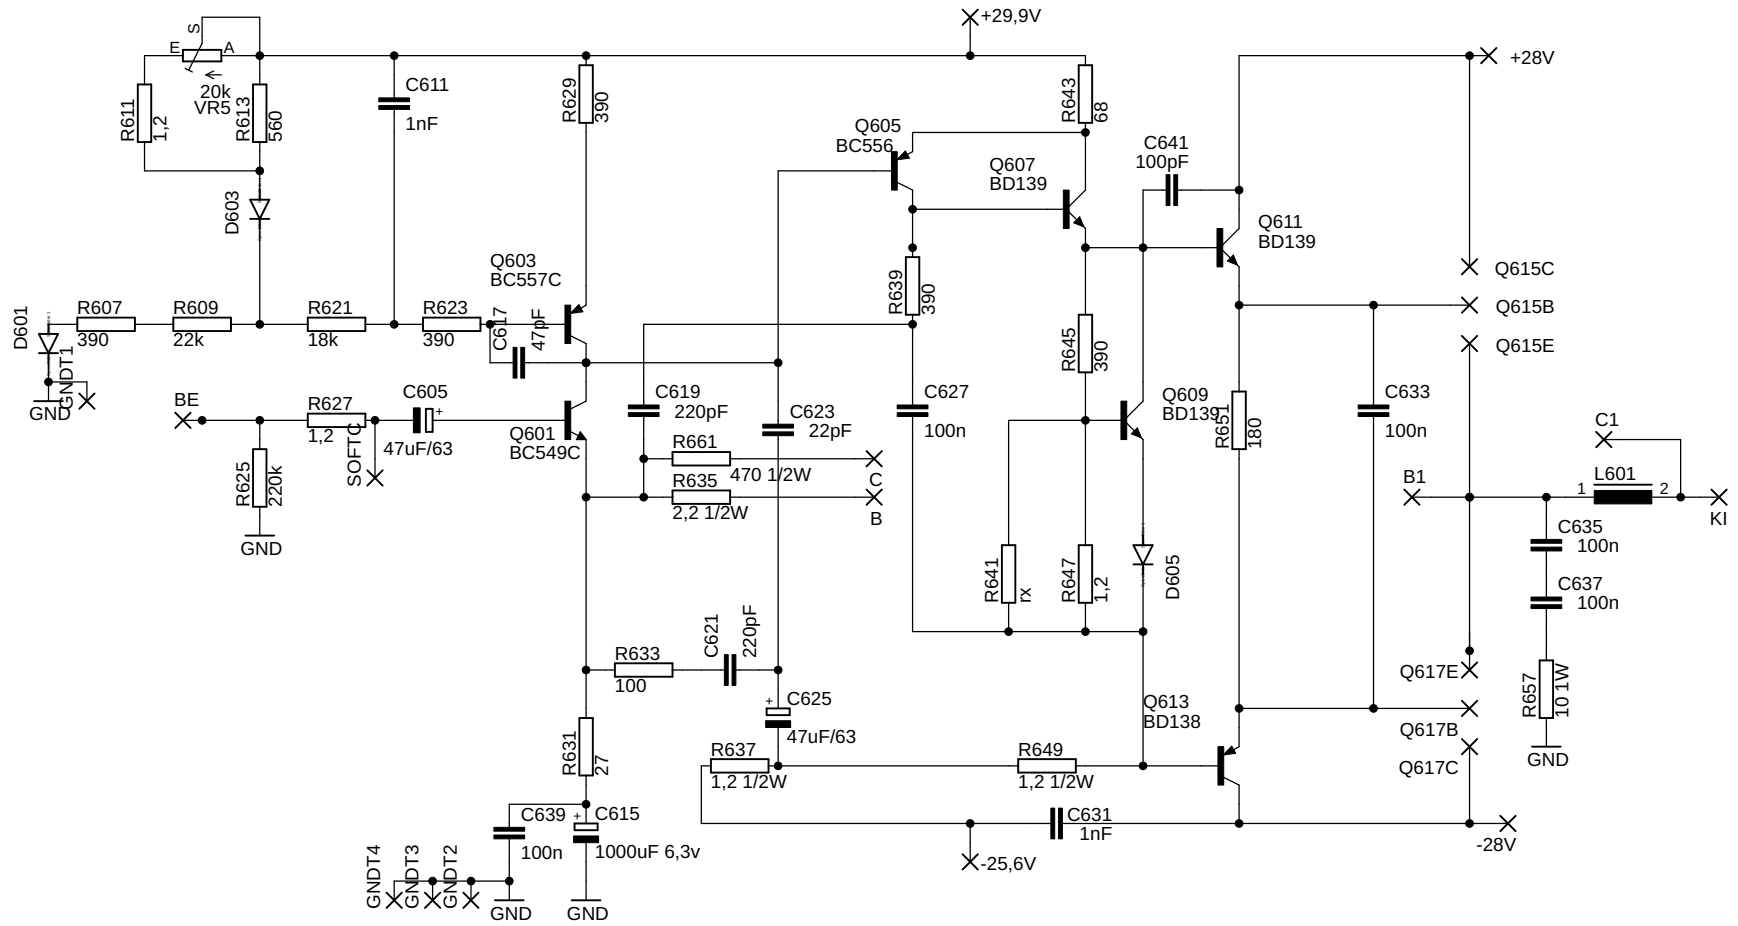 +29,9V
+28V
S
E
A
20k
VR5
R611
1,2
R613
560
C611
1nF
R629
390
R643
68
Q605
BC556
Q607
BD139
C641
100pF
Q611
BD139
D603
Q603
BC557C
Q615C
Q615B
Q615E
D601
R607
390
R609
22k
R621
18k
R623
390
C617
47pF
R639
390
R645
390
GNDT1
GND
BE
R627
1,2
SOFTC
C605
+
47uF/63
Q601
BC549C
C619
220pF
C623
22pF
C627
100n
Q609
BD139
R651
180
C633
100n
R625
220k
GND
R661
470 1/2W
C
R635
2,2 1/2W
B
C1
B1
L601
1
2
KI
C635
100n
C637
100n
R641
rx
R647
1,2
D605
R633
100
C621
220pF
+
C625
47uF/63
Q613
BD138
Q617E
Q617B
Q617C
R657
10 1W
GND
R631
27
R637
1,2 1/2W
R649
1,2 1/2W
C639
100n
+
C615
1000uF 6,3v
C631
1nF
-28V
-25,6V
GNDT4
GNDT3
GNDT2
GND
GND